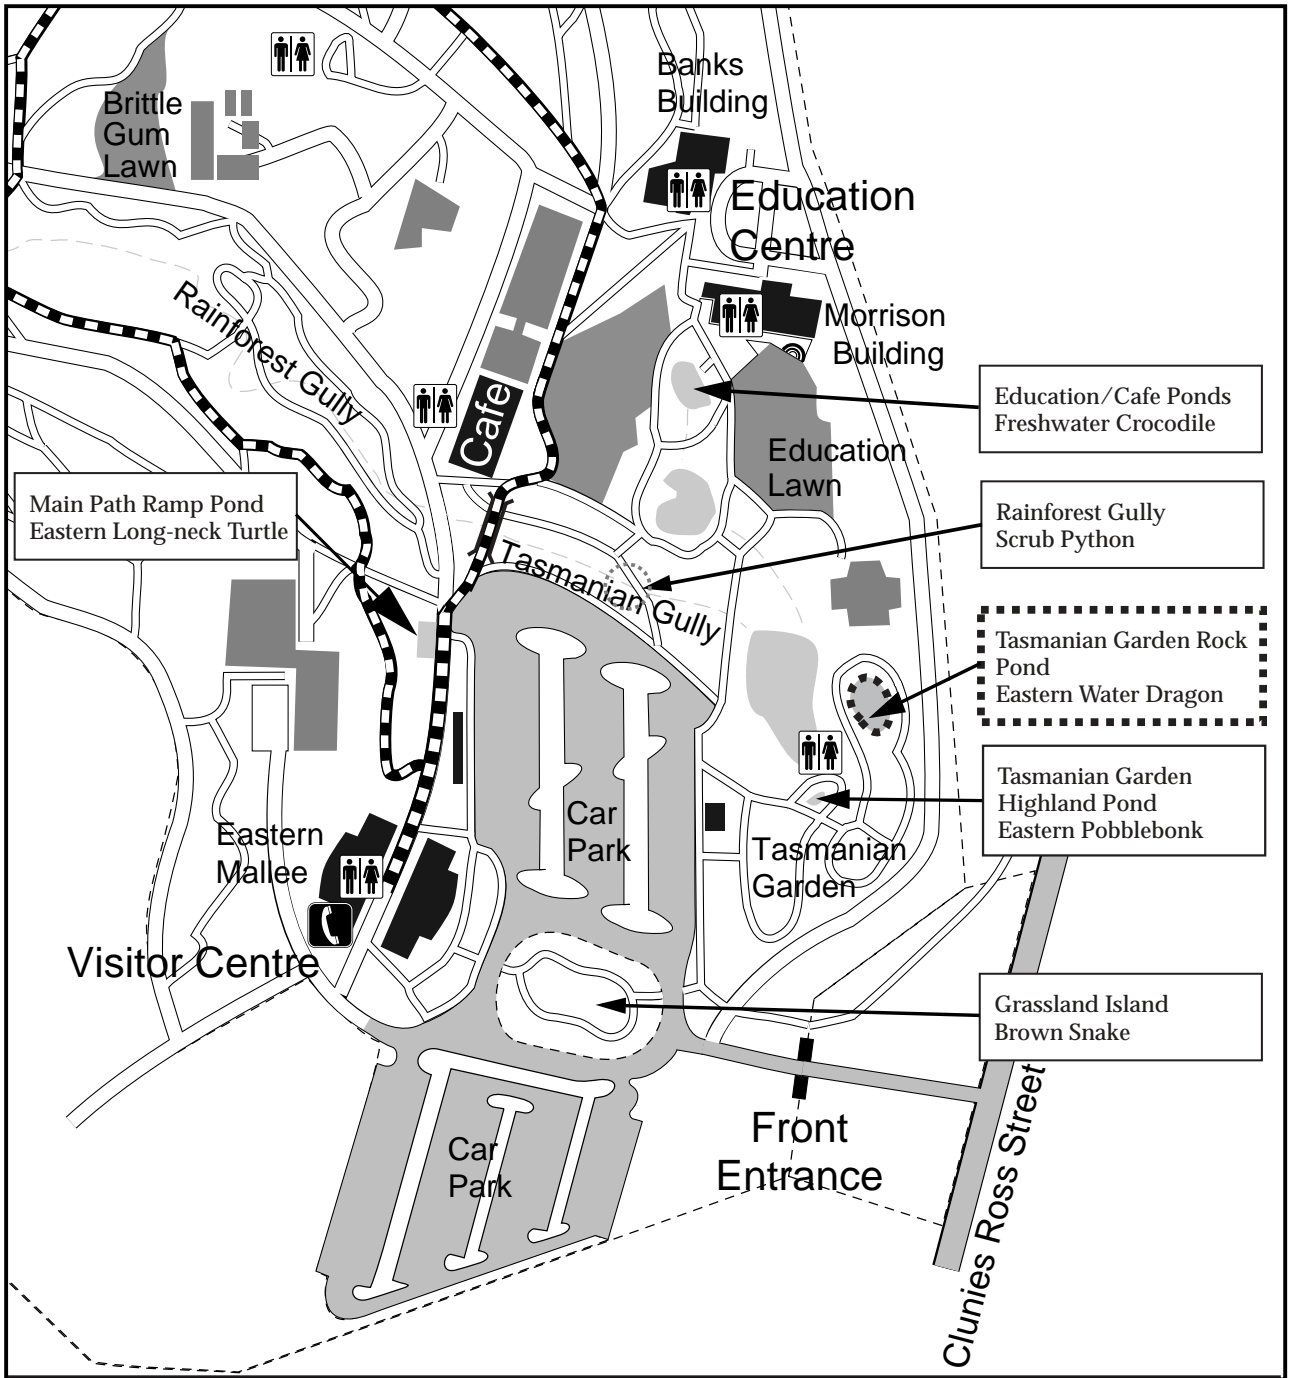 Banks
Building
Brittle
Gum
Lawn
Education
Centre
Rainforest Gully
Morrison
Building
Cafe
Education/Cafe Ponds
Freshwater Crocodile
Education
Lawn
Main Path Ramp Pond
Eastern Long-neck Turtle
Rainforest Gully
Scrub Python
Tasmanian Gully
Tasmanian Garden Rock
Pond
Eastern Water Dragon
Tasmanian Garden
Highland Pond
Eastern Pobblebonk
Car
Park
Eastern
Mallee
Tasmanian
Garden
Visitor Centre
Grassland Island
Brown Snake
Front
Entrance
Car
Park
Clunies Ross Street